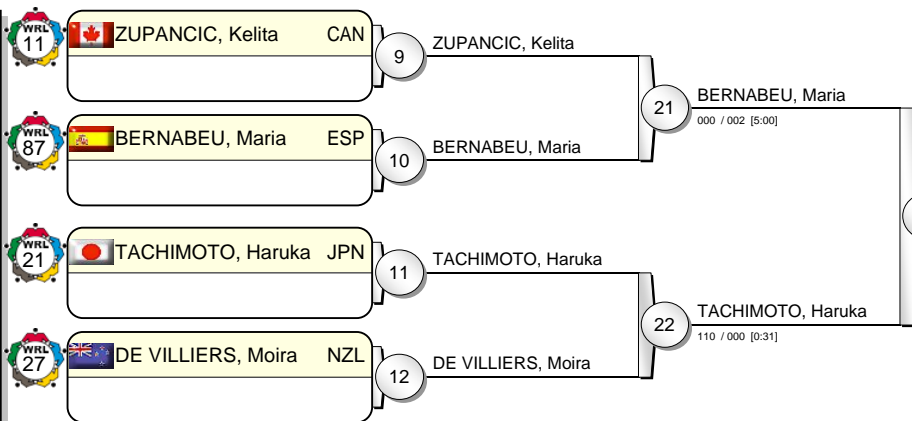 WRL
11
ZUPANCIC, Kelita CAN
9
ZUPANCIC, Kelita
21
BERNABEU, Maria
000 / 002 [5:00]
WRL
87
BERNABEU, Maria ESP
10
BERNABEU, Maria
WRL
21
TACHIMOTO, Haruka JPN
11
TACHIMOTO, Haruka
22
TACHIMOTO, Haruka
110 / 000 [0:31]
WRL
27
DE VILLIERS, Moira NZL
12
DE VILLIERS, Moira